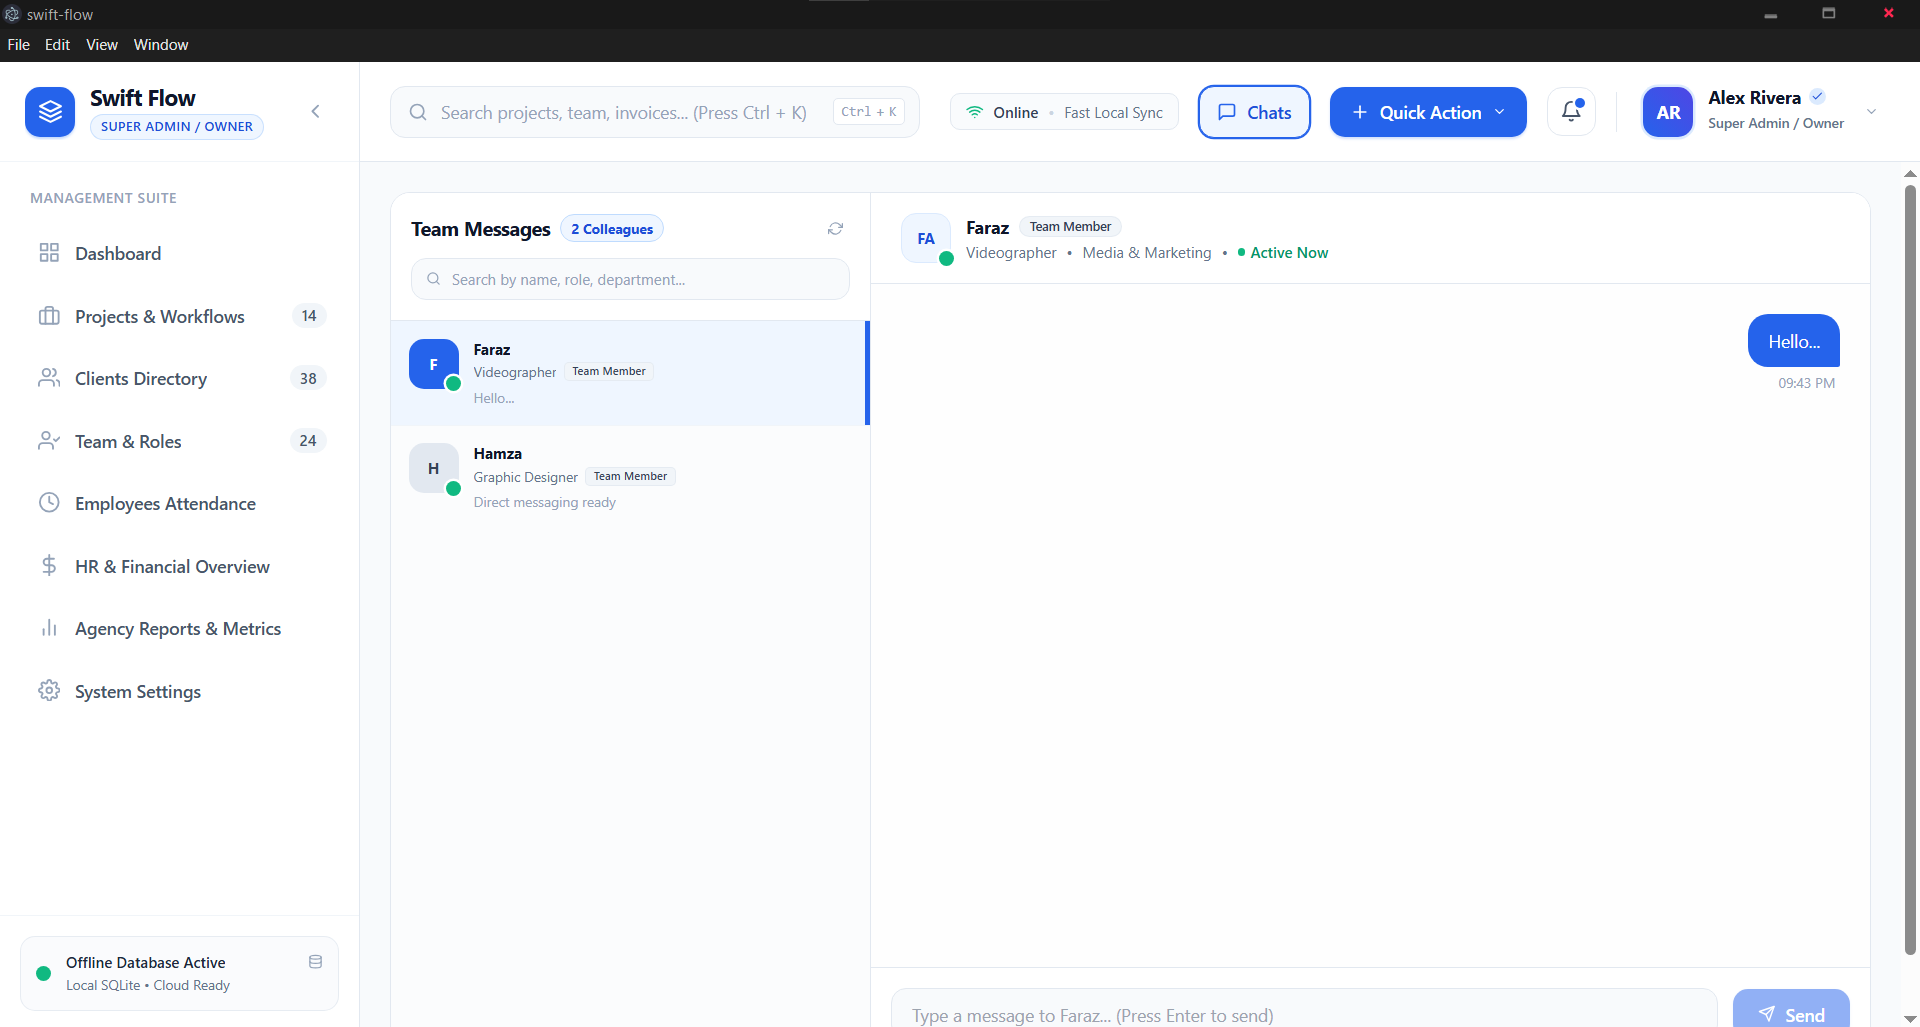 swift-flow
File Edit View Window
Swift Flow
SUPER ADMIN / OWNER
Search projects, team, invoices... (Press Ctrl + K)
Ctrl + K
Online • Fast Local Sync
Chats
+ Quick Action
AR
Alex Rivera
Super Admin / Owner
MANAGEMENT SUITE
Dashboard
Projects & Workflows 14
Clients Directory 38
Team & Roles 24
Employees Attendance
HR & Financial Overview
Agency Reports & Metrics
System Settings
Offline Database Active
Local SQLite • Cloud Ready
Team Messages 2 Colleagues
Search by name, role, department...
F
Faraz
Videographer Team Member
Hello...
H
Hamza
Graphic Designer Team Member
Direct messaging ready
FA
Faraz Team Member
Videographer • Media & Marketing • Active Now
Hello...
09:43 PM
Type a message to Faraz... (Press Enter to send)
Send